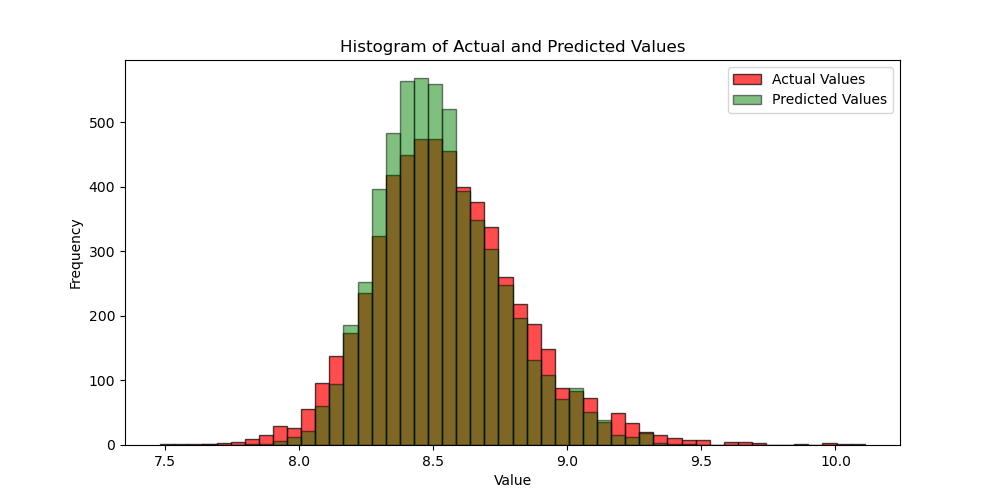 Histogram of Actual and Predicted Values
Actual Values
Predicted Values
Frequency
500
400
300
200
100
0
7.5 8.0 8.5 9.0 9.5 10.0
Value